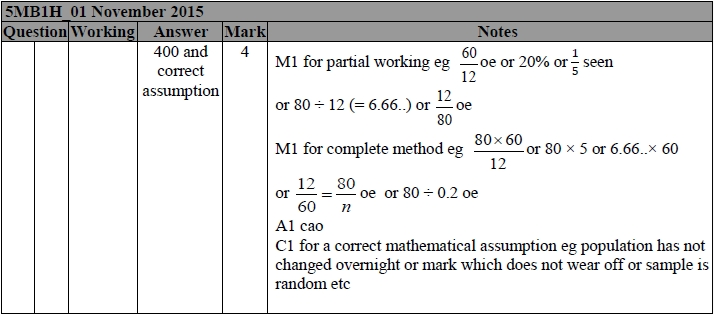 5MB1H_01 November 2015
Question Working Answer Mark Notes
400 and correct assumption 4 M1 for partial working eg 60/12 oe or 20% or 1/5 seen
or 80 ÷ 12 (= 6.66..) or 12/80 oe
M1 for complete method eg 80 × 60/12 or 80 × 5 or 6.66..× 60
or 12/60 = 80/n oe or 80 ÷ 0.2 oe
A1 cao
C1 for a correct mathematical assumption eg population has not
changed overnight or mark which does not wear off or sample is
random etc